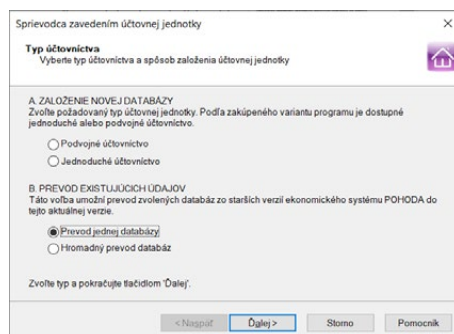 Sprievodca zavedením účtovnej jednotky
Typ účtovníctva
Vyberte typ účtovníctva a spôsob založenia účtovnej jednotky
A. ZALOŽENIE NOVEJ DATABÁZY
Zvoľte požadovaný typ účtovnej jednotky. Podľa zakúpeného variantu programu je dostupné
jednoduché alebo podvojné účtovníctvo.
Podvojné účtovníctvo
Jednoduché účtovníctvo
B. PREVOD EXISTUJÚCICH ÚDAJOV
Táto voľba umožní prevod zvolených databáz zo starších verzií ekonomického systému POHODA do
tejto aktuálnej verzie.
Prevod jednej databázy
Hromadný prevod databáz
Zvoľte typ a pokračujte tlačidlom 'Ďalej'.
< Naspäť Ďalej > Storno Pomocník